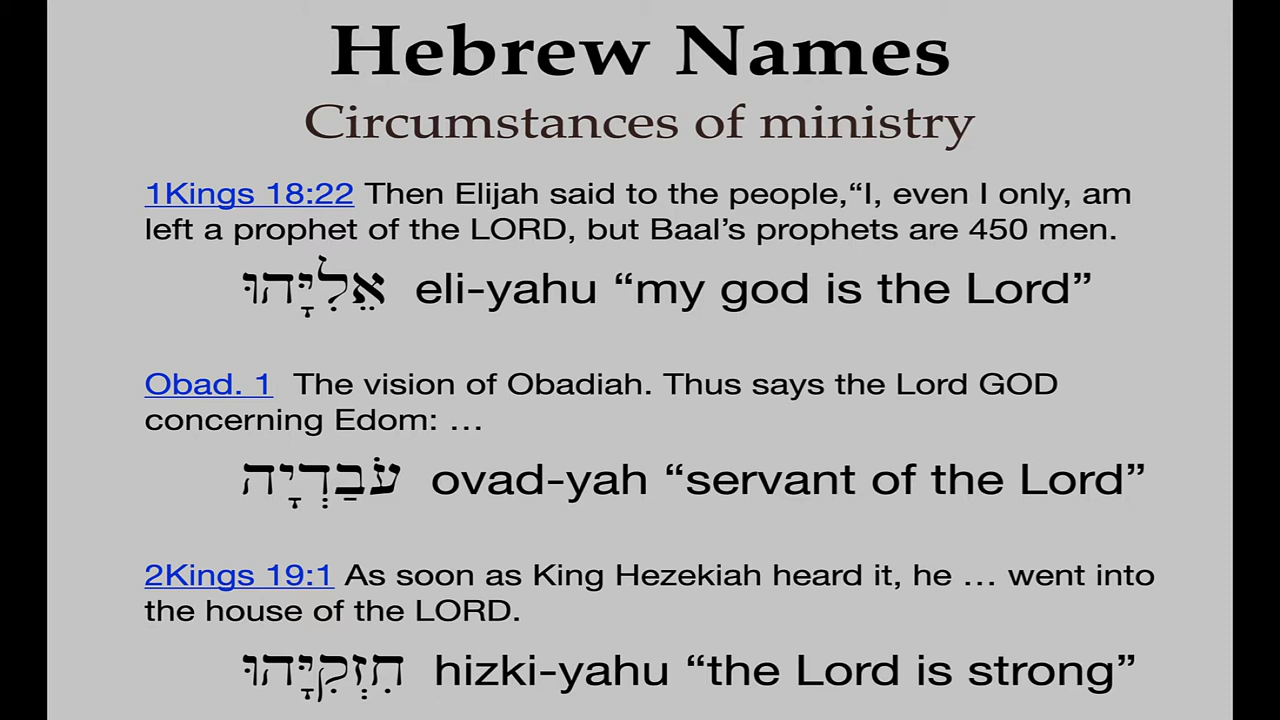 Hebrew Names
Circumstances of ministry
1Kings 18:22 Then Elijah said to the people,“I, even I only, am
left a prophet of the LORD, but Baal’s prophets are 450 men.
אֵלִיָּהוּ eli-yahu “my god is the Lord”
Obad. 1 The vision of Obadiah. Thus says the Lord GOD
concerning Edom: …
עֹבַדְיָה ovad-yah “servant of the Lord”
2Kings 19:1 As soon as King Hezekiah heard it, he … went into
the house of the LORD.
חִזְקִיָּהוּ hizki-yahu “the Lord is strong”